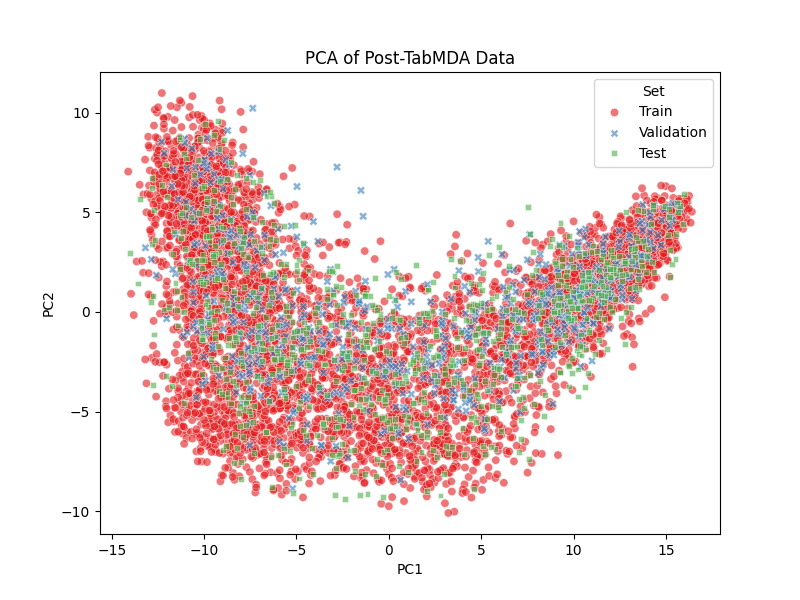 PCA of Post-TabMDA Data
Set
Train
Validation
Test
PC2
10
5
0
−5
−10
−15
−10
−5
0
5
10
15
PC1